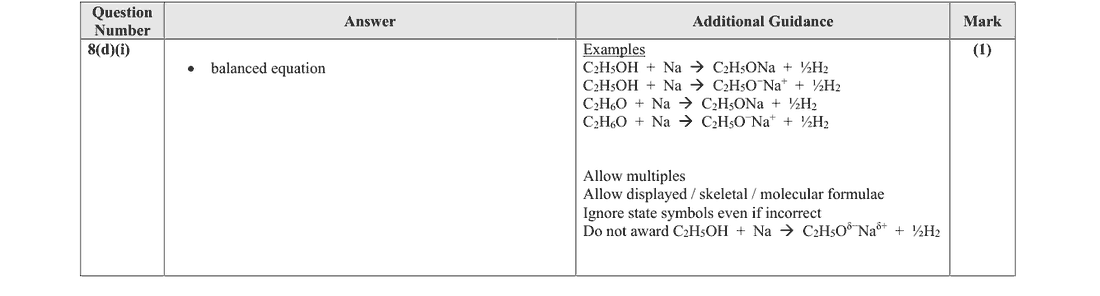 Question Number | Answer | Additional Guidance | Mark
8(d)(i) | • balanced equation | Examples | (1)
C₂H₅OH + Na → C₂H₅ONa + ½H₂
C₂H₅OH + Na → C₂H₅O⁻Na⁺ + ½H₂
C₂H₆O + Na → C₂H₅ONa + ½H₂
C₂H₆O + Na → C₂H₅O⁻Na⁺ + ½H₂
Allow multiples
Allow displayed / skeletal / molecular formulae
Ignore state symbols even if incorrect
Do not award C₂H₅OH + Na → C₂H₅Oᵟ⁻Naᵟ⁺ + ½H₂